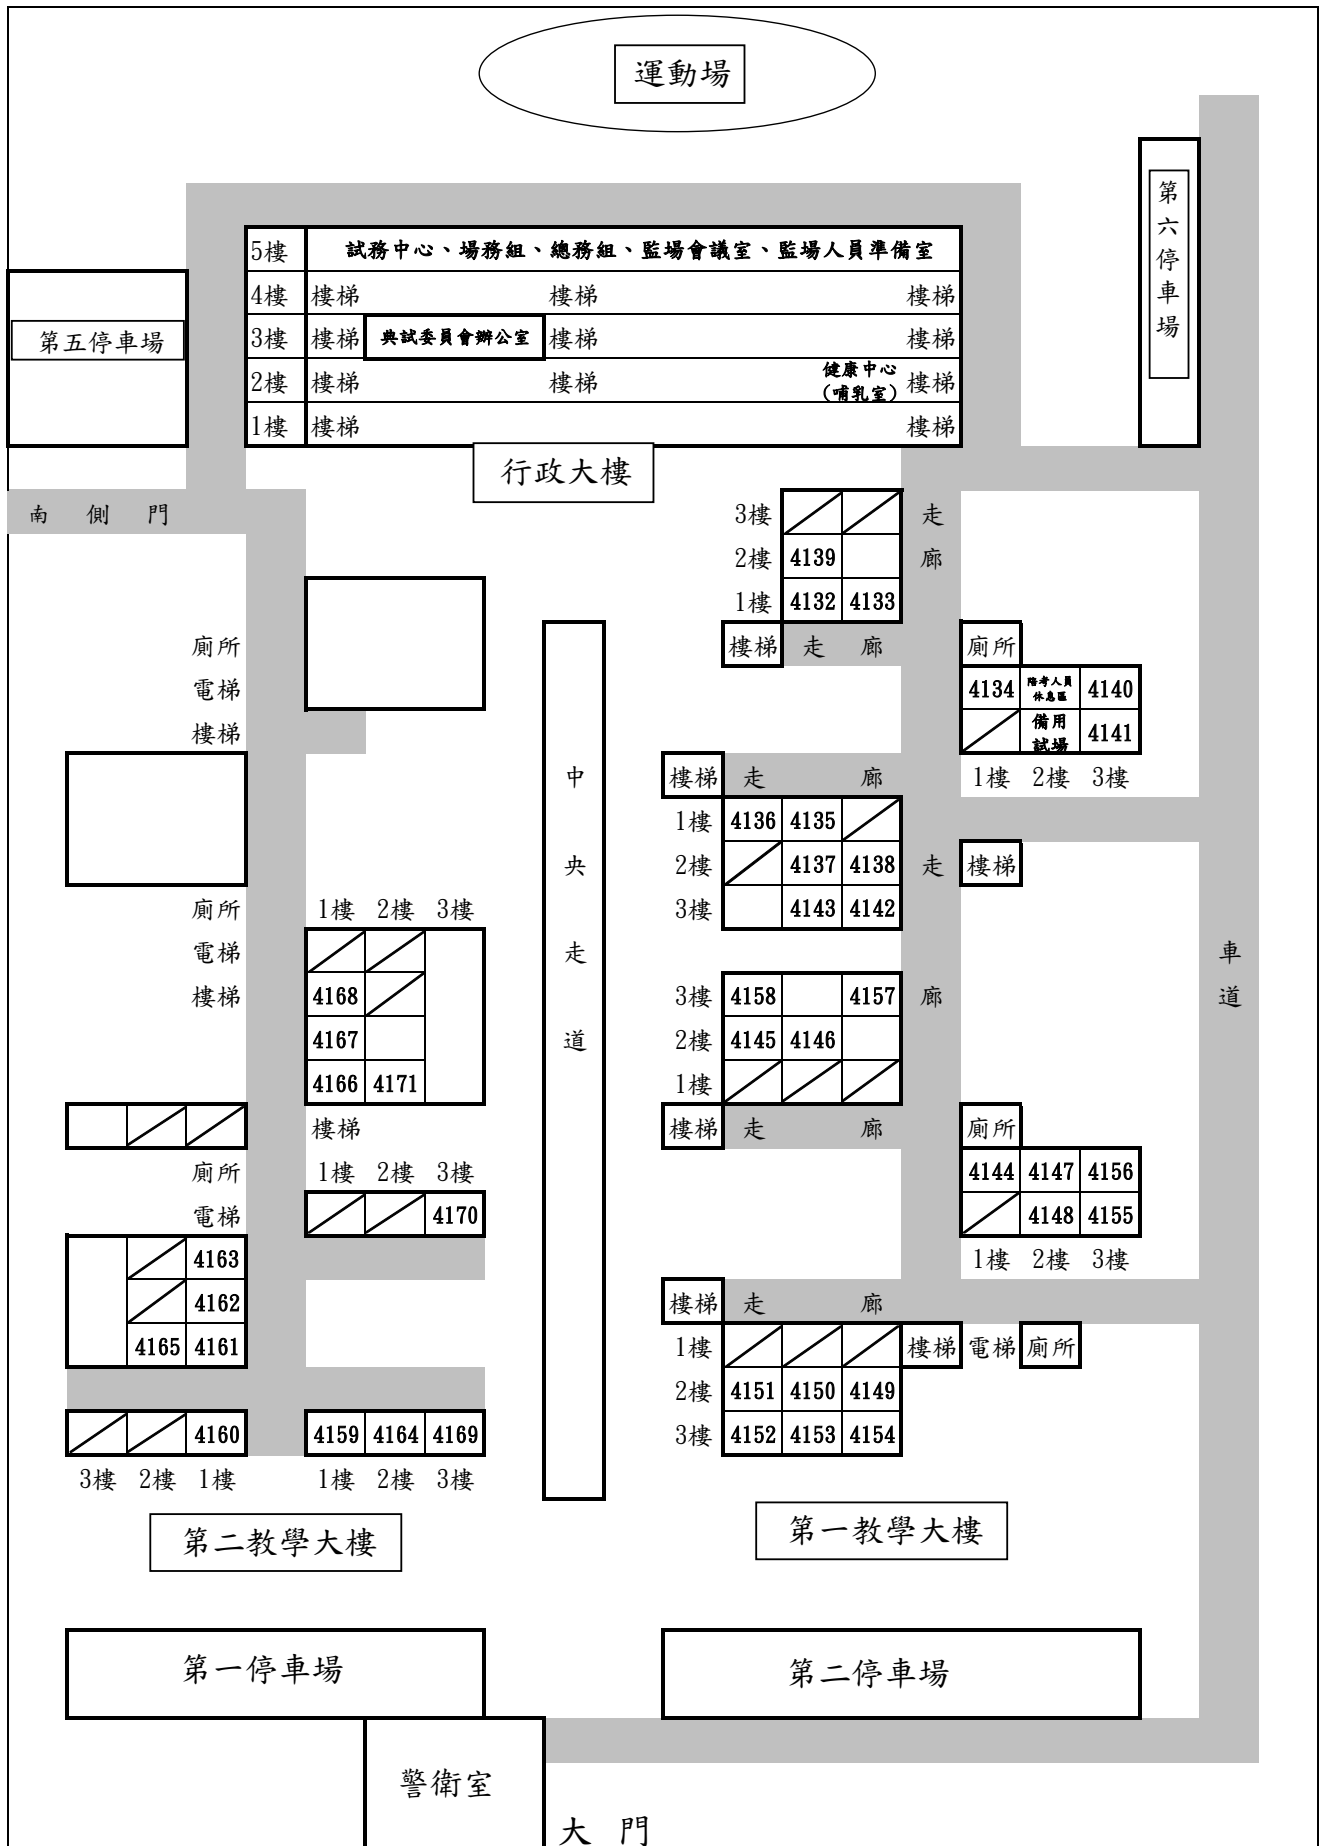 運動場
第六停車場
5樓 試務中心、場務組、總務組、監場會議室、監場人員準備室
4樓 樓梯 樓梯 樓梯
第五停車場
3樓 樓梯 典試委員會辦公室 樓梯 樓梯
2樓 樓梯 樓梯 健康中心(哺乳室) 樓梯
1樓 樓梯 樓梯
行政大樓
南側門
3樓 走
2樓 4139 廊
1樓 4132 4133
樓梯 走廊 廁所
4134 陪考人員休息區 4140
備用試場 4141
1樓 2樓 3樓
廁所
電梯
樓梯
中央走道
樓梯 走廊
1樓 4136 4135
2樓 4137 4138 走 樓梯
3樓 4143 4142
3樓 4158 4157 廊
2樓 4145 4146
1樓
樓梯 走廊 廁所
4144 4147 4156
4148 4155
1樓 2樓 3樓
車道
廁所
電梯
樓梯
1樓 2樓 3樓
4168
4167
4166 4171
樓梯
廁所
電梯
1樓 2樓 3樓
4170
4163
4162
4165 4161
4160
3樓 2樓 1樓
4159 4164 4169
1樓 2樓 3樓
樓梯 走廊
1樓 樓梯 電梯 廁所
2樓 4151 4150 4149
3樓 4152 4153 4154
第二教學大樓
第一教學大樓
第一停車場
第二停車場
警衛室
大門